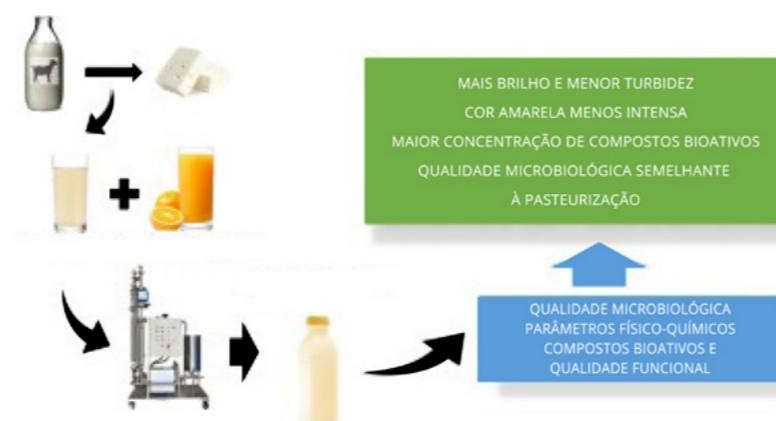 MAIS BRILHO E MENOR TURBIDEZ
COR AMARELA MENOS INTENSA
MAIOR CONCENTRAÇÃO DE COMPOSTOS BIOATIVOS
QUALIDADE MICROBIOLÓGICA SEMELHANTE
À PASTEURIZAÇÃO
QUALIDADE MICROBIOLÓGICA
PARÂMETROS FÍSICO-QUÍMICOS
COMPOSTOS BIOATIVOS E
QUALIDADE FUNCIONAL